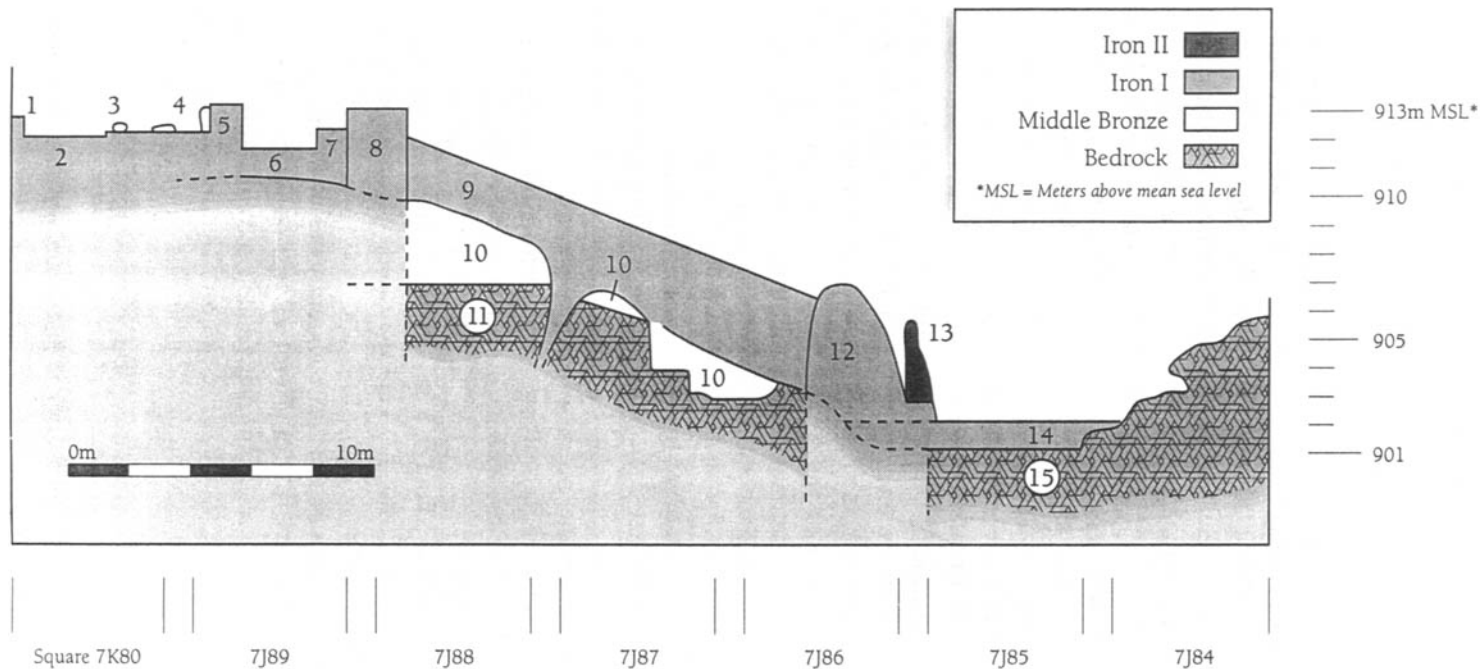 Iron II
Iron I
Middle Bronze
Bedrock
*MSL = Meters above mean sea level
913m MSL*
910
905
901
1
2
3
4
5
6
7
8
9
10
10
10
11
12
13
14
15
0m 10m
Square 7K80 7J89 7J88 7J87 7J86 7J85 7J84